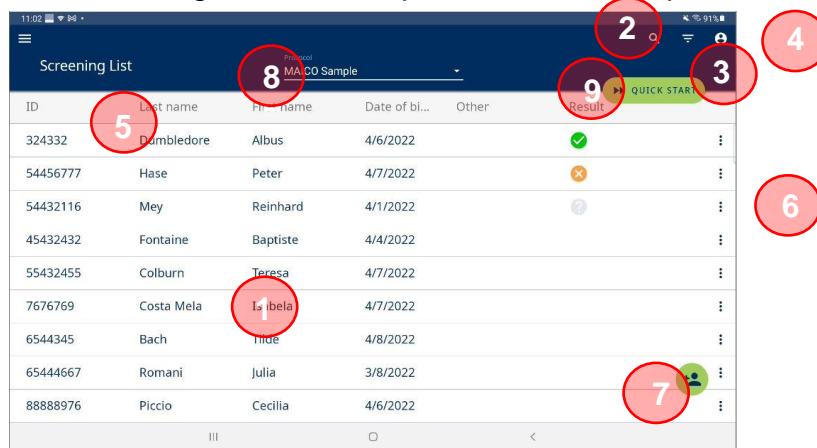 11:02 91%
2
4
Protocol
Screening List
8
MAICO Sample
3
9
QUICK START
ID Last name First name Date of bi... Other Result
5
324332 Dumbledore Albus 4/6/2022
54456777 Hase Peter 4/7/2022
54432116 Mey Reinhard 4/1/2022 ?
6
45432432 Fontaine Baptiste 4/4/2022
55432455 Colburn Teresa 4/7/2022
7676769 Costa Mela Isabela 4/7/2022
1
6544345 Bach Tilde 4/8/2022
65444667 Romani Julia 3/8/2022
7
88888976 Piccio Cecilia 4/6/2022